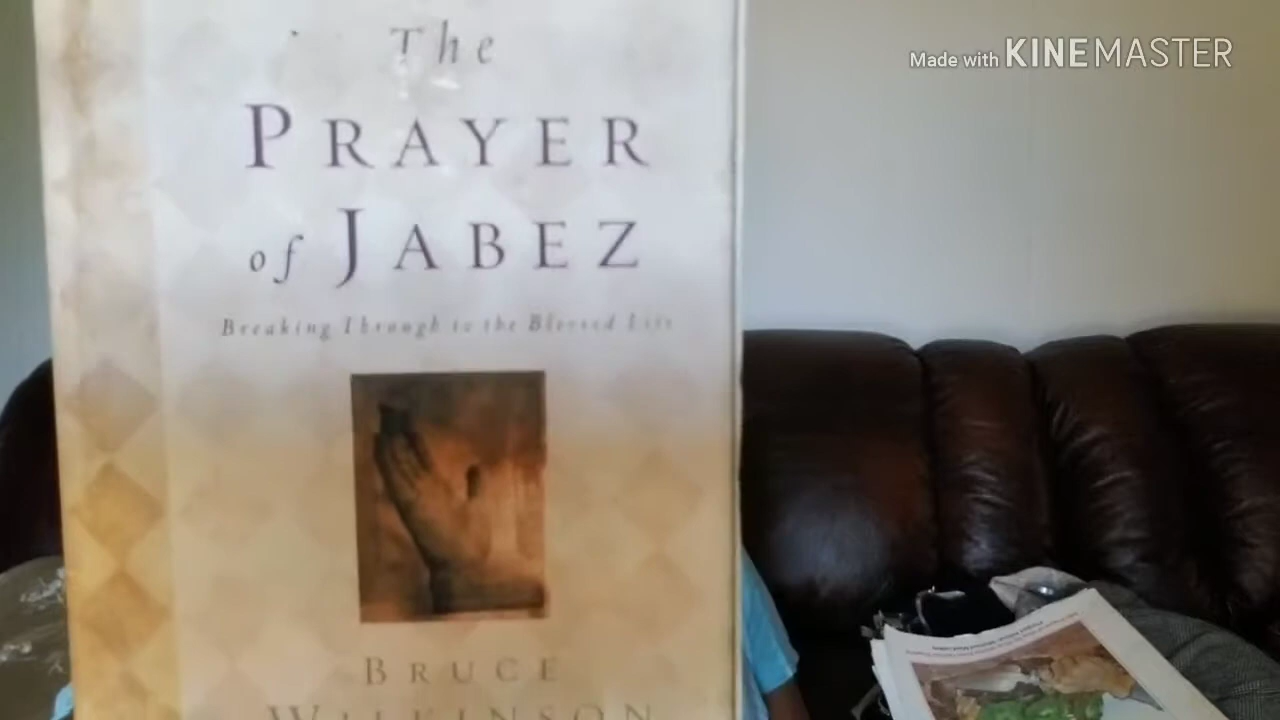 The
PRAYER
of JABEZ
Breaking Through to the Blessed Life
BRUCE
WILKINSON
Made with KINEMASTER